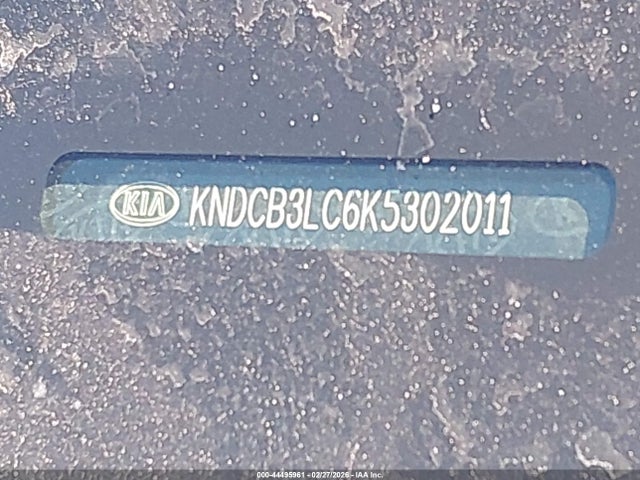 KIA KNDCB3LC6K5302011
000-44495961 - 02/27/2026 - IAA Inc.